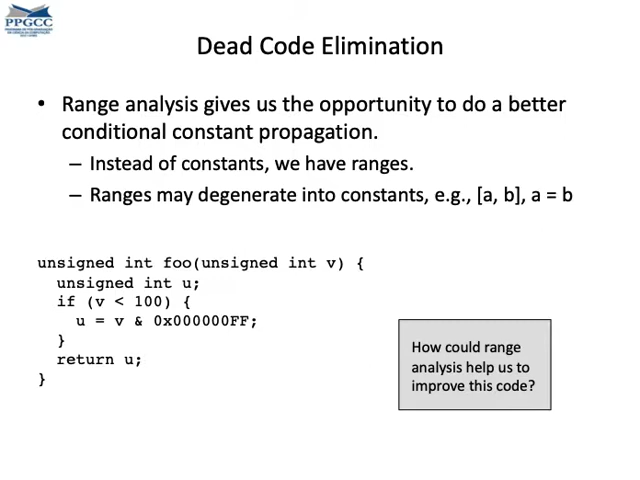 PPGCC
Dead Code Elimination
• Range analysis gives us the opportunity to do a better
conditional constant propagation.
– Instead of constants, we have ranges.
– Ranges may degenerate into constants, e.g., [a, b], a = b
unsigned int foo(unsigned int v) {
unsigned int u;
if (v < 100) {
u = v & 0x000000FF;
}
return u;
}
How could range
analysis help us to
improve this code?